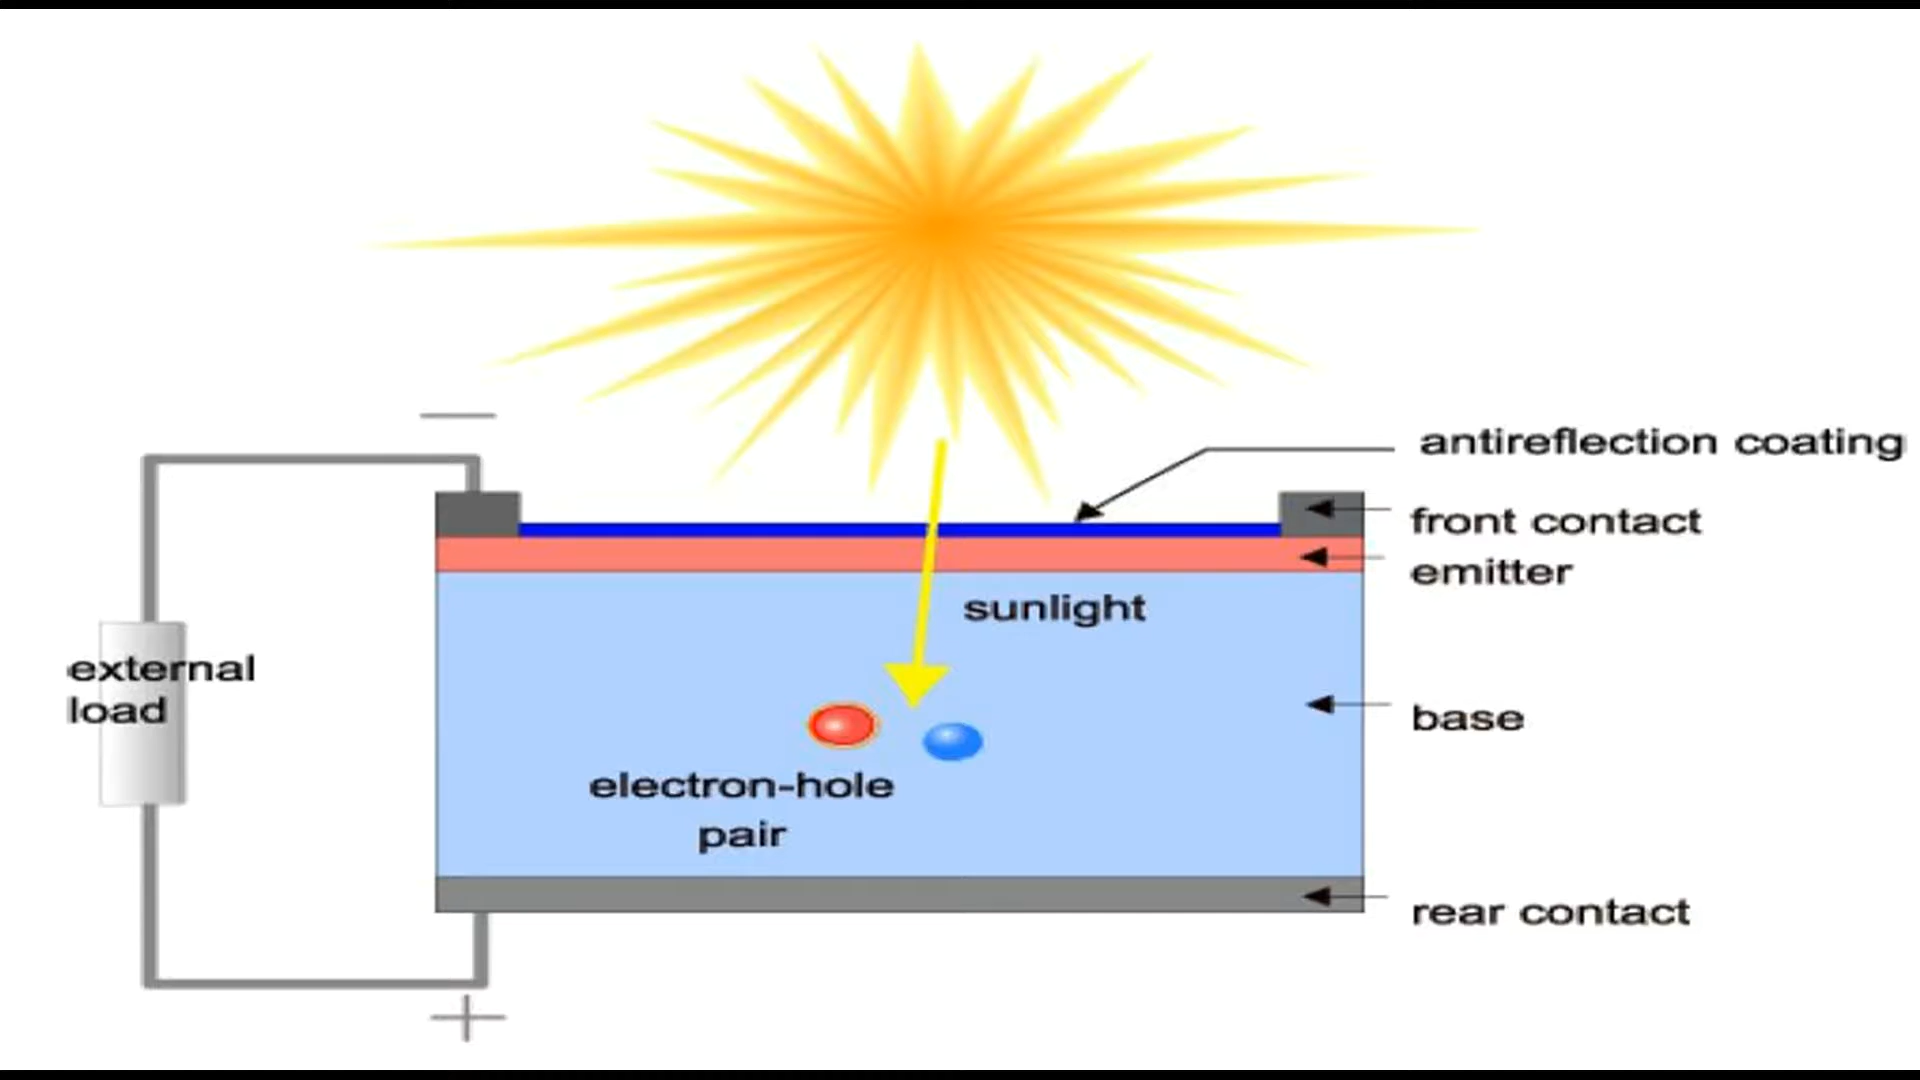 antireflection coating
front contact
emitter
sunlight
external
load
base
electron-hole
pair
rear contact